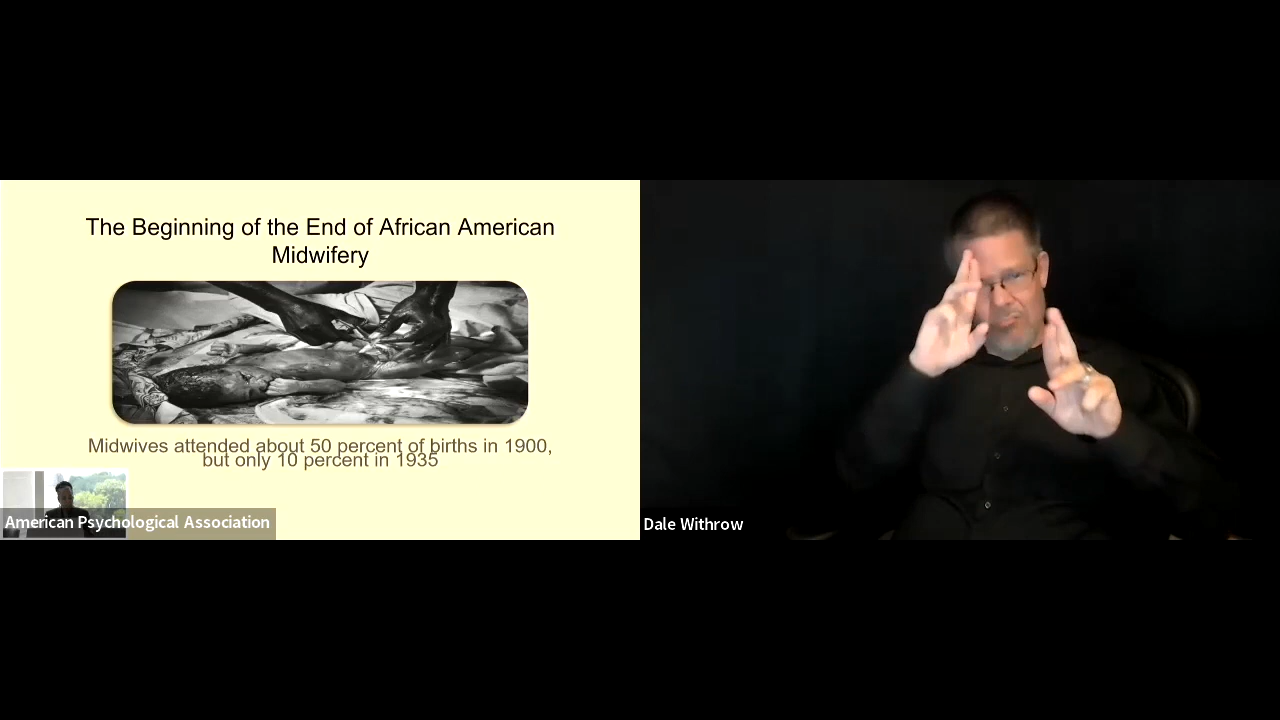 The Beginning of the End of African American
Midwifery
Midwives attended about 50 percent of births in 1900,
but only 10 percent in 1935
American Psychological Association
Dale Withrow